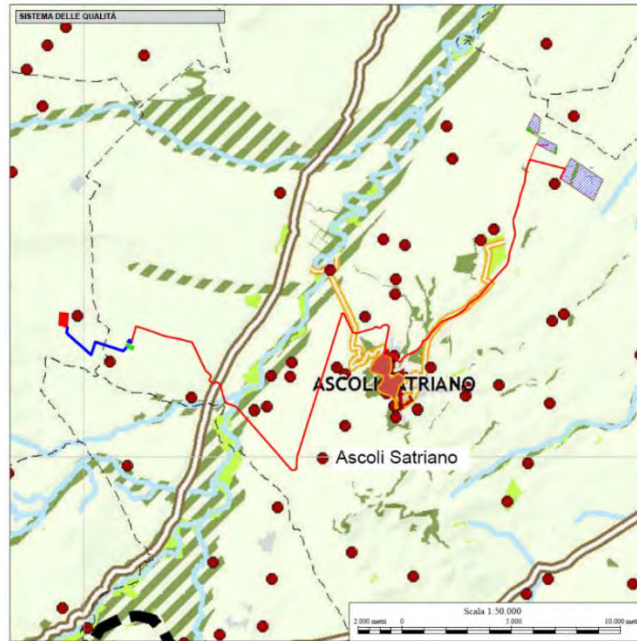 SISTEMA DELLE QUALITÀ
ASCOLI SATRIANO
Ascoli Satriano
Scala 1:50.000
2.000 metri 0 5.000 10.000